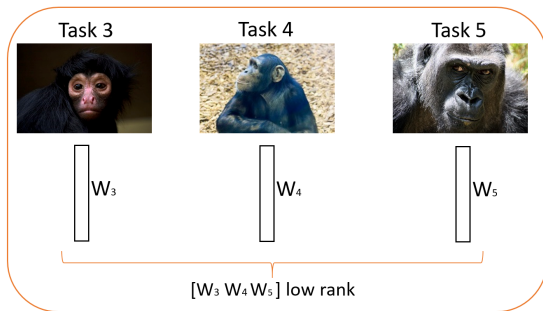 Task 3 Task 4 Task 5
W₃ W₄ W₅
[W₃ W₄ W₅] low rank